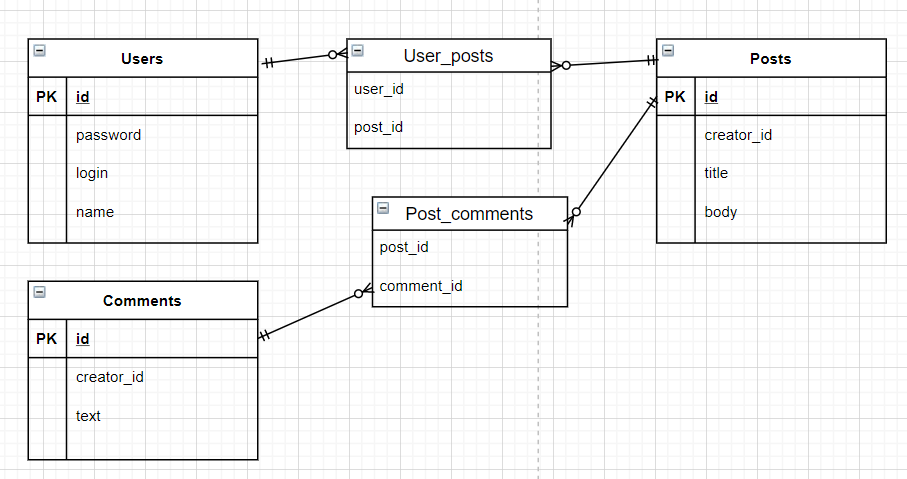 Users
PK id
password
login
name
User_posts
user_id
post_id
Posts
PK id
creator_id
title
body
Post_comments
post_id
comment_id
Comments
PK id
creator_id
text